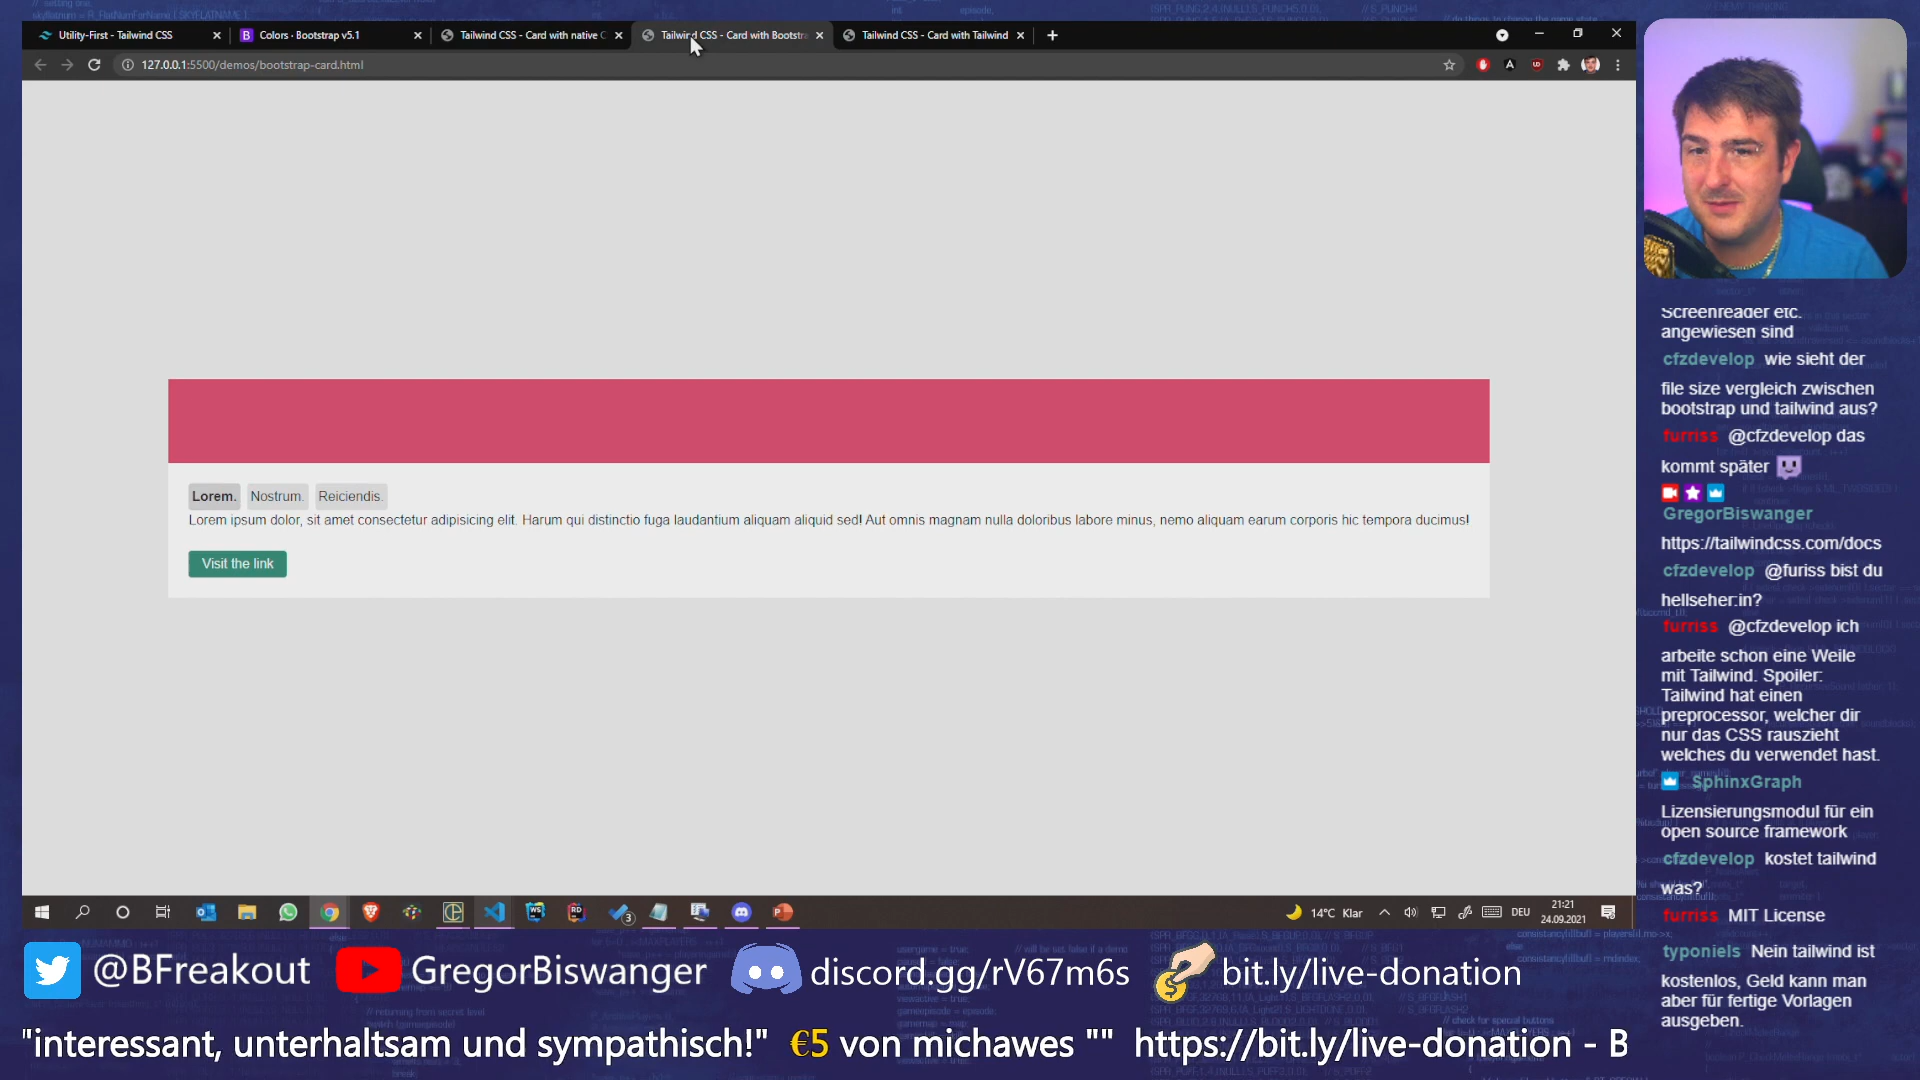 Utility-First - Tailwind CSS
Colors · Bootstrap v5.1
Tailwind CSS - Card with native C
Tailwind CSS - Card with Bootstra
Tailwind CSS - Card with Tailwind
127.0.0.1:5500/demos/bootstrap-card.html
Lorem. Nostrum. Reiciendis.
Lorem ipsum dolor, sit amet consectetur adipisicing elit. Harum qui distinctio fuga laudantium aliquam aliquid sed! Aut omnis magnam nulla doloribus labore minus, nemo aliquam earum corporis hic tempora ducimus!
Visit the link
Screenreader etc.
angewiesen sind
cfzdevelop wie sieht der
file size vergleich zwischen
bootstrap und tailwind aus?
furriss @cfzdevelop das
kommt später
GregorBiswanger
https://tailwindcss.com/docs
cfzdevelop @furiss bist du
hellseher:in?
furriss @cfzdevelop ich
arbeite schon eine Weile
mit Tailwind. Spoiler:
Tailwind hat einen
preprocessor, welcher dir
nur das CSS rauszieht
welches du verwendet hast.
SphinxGraph
Lizensierungsmodul für ein
open source framework
cfzdevelop kostet tailwind
was?
furriss MIT License
typoniels Nein tailwind ist
kostenlos, Geld kann man
aber für fertige Vorlagen
ausgeben.
3
14°C Klar
DEU
21:21
24.09.2021
@BFreakout
GregorBiswanger
discord.gg/rV67m6s
bit.ly/live-donation
"interessant, unterhaltsam und sympathisch!" €5 von michawes "" https://bit.ly/live-donation - B